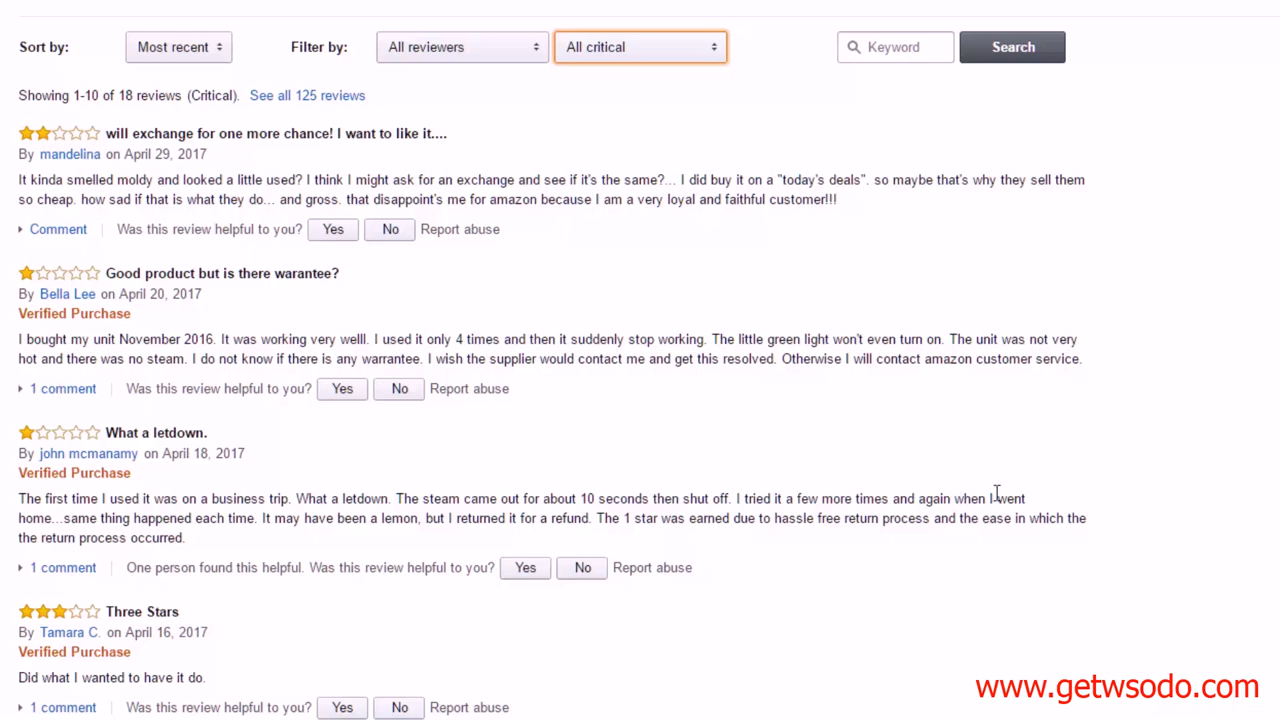 Sort by: Most recent Filter by: All reviewers All critical Keyword Search
Showing 1-10 of 18 reviews (Critical). See all 125 reviews
will exchange for one more chance! I want to like it....
By mandelina on April 29, 2017
It kinda smelled moldy and looked a little used? I think I might ask for an exchange and see if it's the same?... I did buy it on a "today's deals". so maybe that's why they sell them
so cheap. how sad if that is what they do... and gross. that disappoint's me for amazon because I am a very loyal and faithful customer!!!
Comment Was this review helpful to you? Yes No Report abuse
Good product but is there warantee?
By Bella Lee on April 20, 2017
Verified Purchase
I bought my unit November 2016. It was working very welll. I used it only 4 times and then it suddenly stop working. The little green light won't even turn on. The unit was not very
hot and there was no steam. I do not know if there is any warrantee. I wish the supplier would contact me and get this resolved. Otherwise I will contact amazon customer service.
1 comment Was this review helpful to you? Yes No Report abuse
What a letdown.
By john mcmanamy on April 18, 2017
Verified Purchase
The first time I used it was on a business trip. What a letdown. The steam came out for about 10 seconds then shut off. I tried it a few more times and again when I went
home...same thing happened each time. It may have been a lemon, but I returned it for a refund. The 1 star was earned due to hassle free return process and the ease in which the
the return process occurred.
1 comment One person found this helpful. Was this review helpful to you? Yes No Report abuse
Three Stars
By Tamara C. on April 16, 2017
Verified Purchase
Did what I wanted to have it do.
1 comment Was this review helpful to you? Yes No Report abuse
www.getwsodo.com